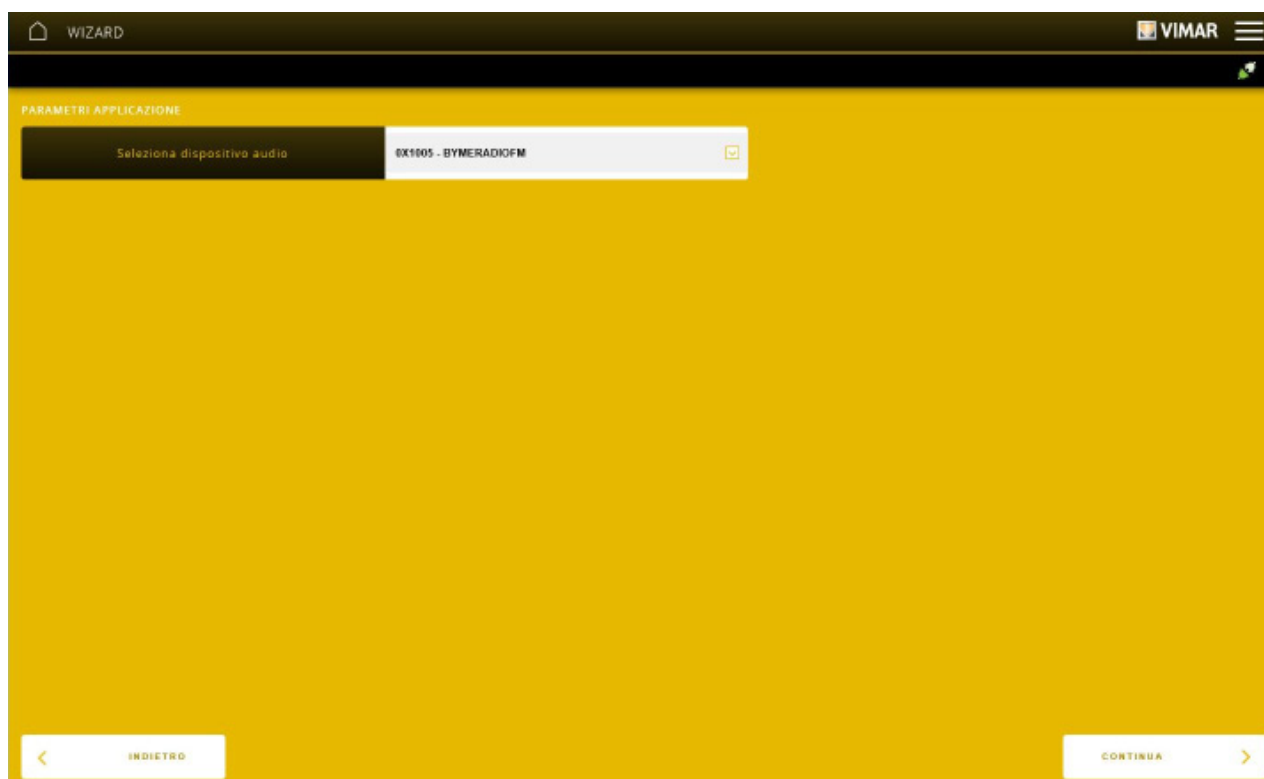 WIZARD
VIMAR
PARAMETRI APPLICAZIONE
Seleziona dispositivo audio
0X1005 - BYMERADIOFM
INDIETRO
CONTINUA